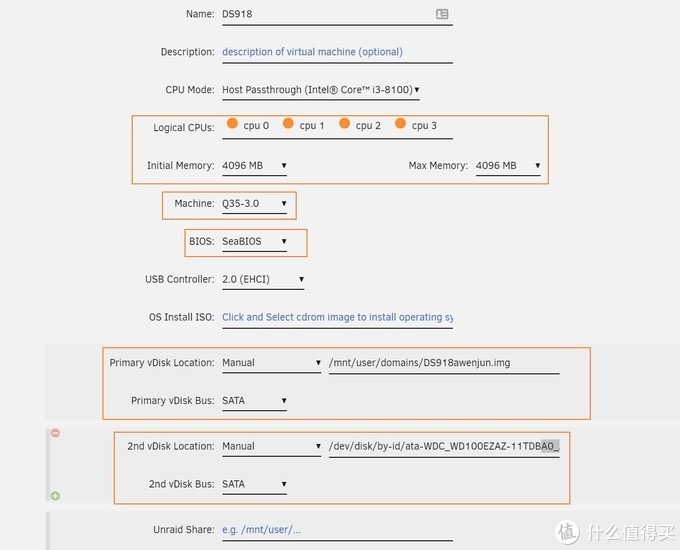 Name: DS918
Description: description of virtual machine (optional)
CPU Mode: Host Passthrough (Intel® Core™ i3-8100)
Logical CPUs: cpu 0 cpu 1 cpu 2 cpu 3
Initial Memory: 4096 MB Max Memory: 4096 MB
Machine: Q35-3.0
BIOS: SeaBIOS
USB Controller: 2.0 (EHCI)
OS Install ISO: Click and Select cdrom image to install operating sy
Primary vDisk Location: Manual /mnt/user/domains/DS918awenjun.img
Primary vDisk Bus: SATA
2nd vDisk Location: Manual /dev/disk/by-id/ata-WDC_WD100EZAZ-11TDBA0_
2nd vDisk Bus: SATA
Unraid Share: e.g. /mnt/user/...
值 什么值得买